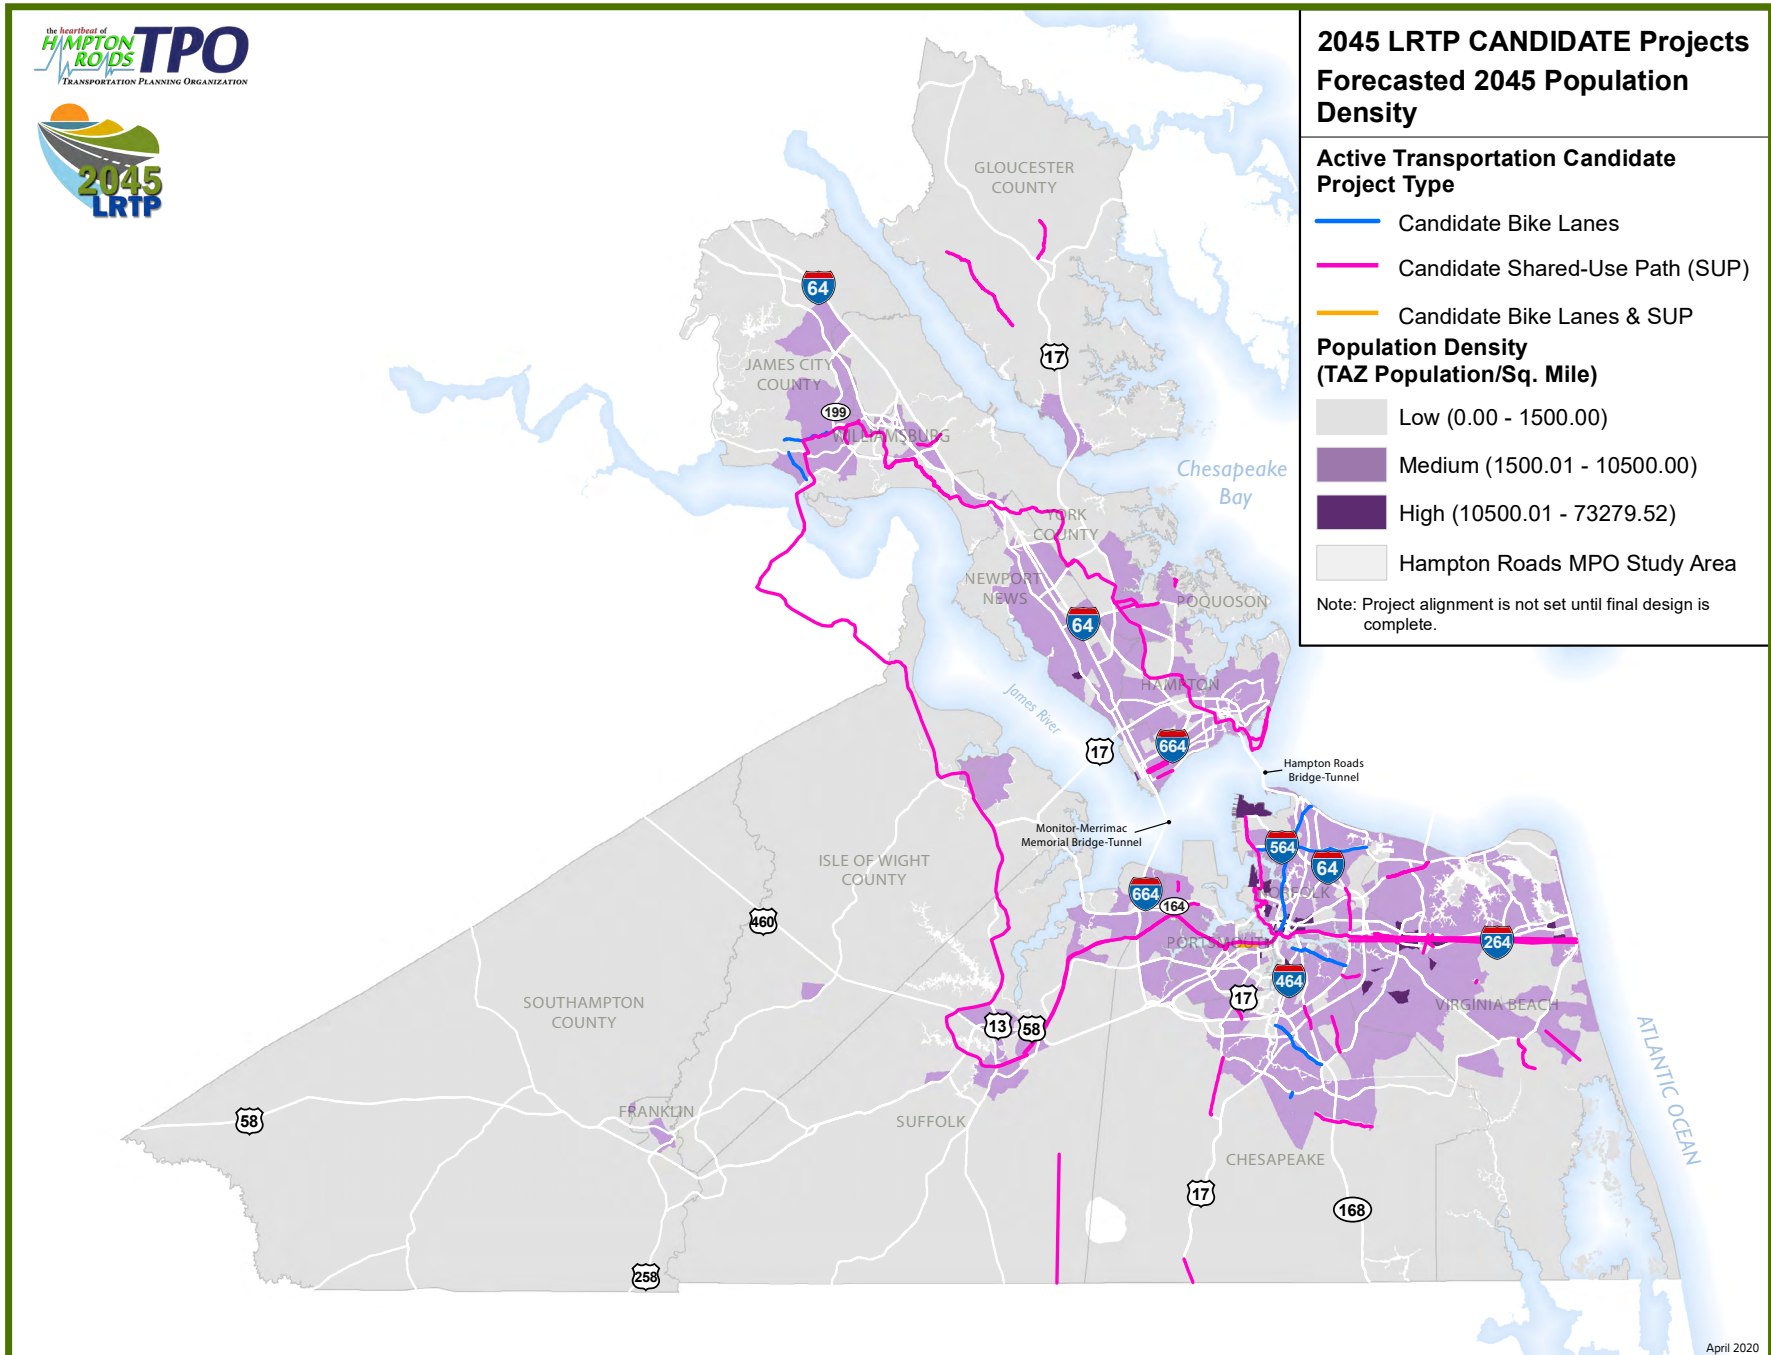 the heartbeat of
HAMPTON
ROADS TPO
TRANSPORTATION PLANNING ORGANIZATION
2045
LRTP
2045 LRTP CANDIDATE Projects
Forecasted 2045 Population
Density
Active Transportation Candidate
Project Type
Candidate Bike Lanes
Candidate Shared-Use Path (SUP)
Candidate Bike Lanes & SUP
Population Density
(TAZ Population/Sq. Mile)
Low (0.00 - 1500.00)
Medium (1500.01 - 10500.00)
High (10500.01 - 73279.52)
Hampton Roads MPO Study Area
Note: Project alignment is not set until final design is
complete.
GLOUCESTER
COUNTY
64
17
JAMES CITY
COUNTY
199
WILLIAMSBURG
Chesapeake
Bay
YORK
COUNTY
NEWPORT
NEWS
POQUOSON
64
HAMPTON
James River
17
664
Hampton Roads
Bridge-Tunnel
Monitor-Merrimac
Memorial Bridge-Tunnel
564
64
ISLE OF WIGHT
COUNTY
664
164
NORFOLK
460
PORTSMOUTH
264
464
17
SOUTHAMPTON
COUNTY
VIRGINIA BEACH
13
58
ATLANTIC OCEAN
58
FRANKLIN
SUFFOLK
CHESAPEAKE
17
168
258
April 2020